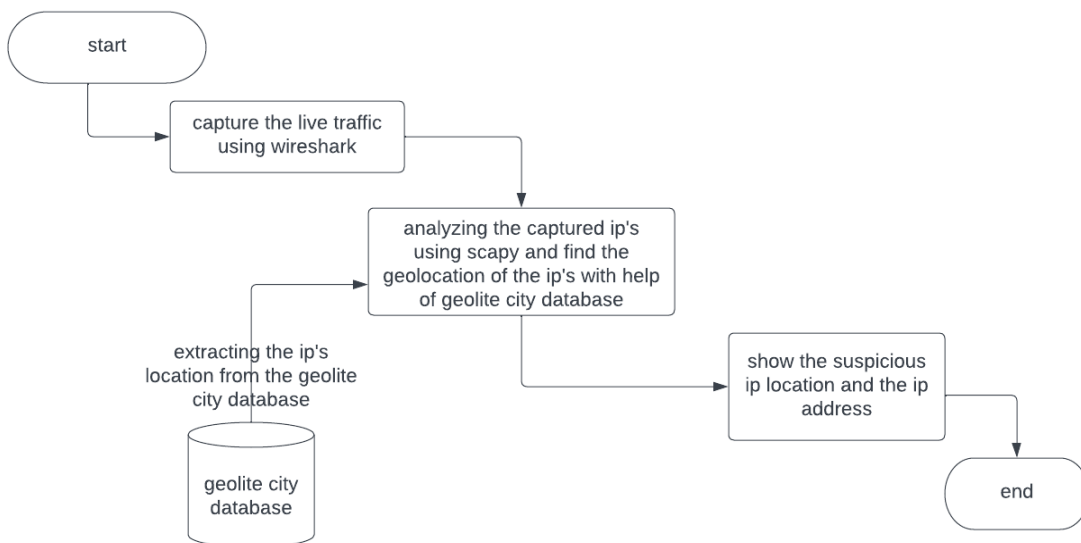 start
capture the live traffic
using wireshark
analyzing the captured ip's
using scapy and find the
geolocation of the ip's with help
of geolite city database
extracting the ip's
location from the geolite
city database
geolite city
database
show the suspicious
ip location and the ip
address
end